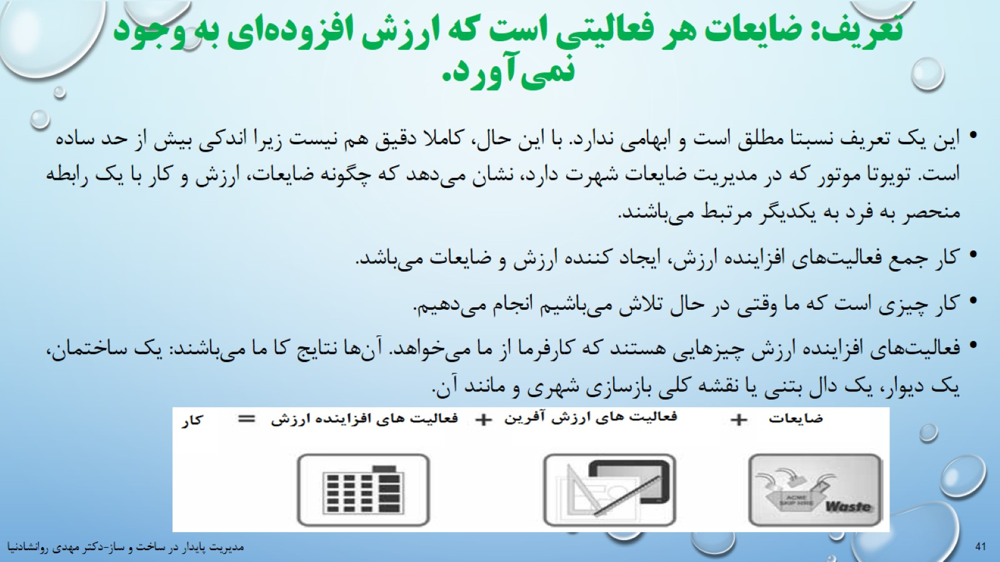 تعریف: ضایعات هر فعالیتی است که ارزش افزوده‌ای به وجود
نمی‌آورد.
• این یک تعریف نسبتا مطلق است و ابهامی ندارد. با این حال، کاملا دقیق هم نیست زیرا اندکی بیش از حد ساده
است. تویوتا موتور که در مدیریت ضایعات شهرت دارد، نشان می‌دهد که چگونه ضایعات، ارزش و کار با یک رابطه
منحصر به فرد به یکدیگر مرتبط می‌باشند.
• کار جمع فعالیت‌های افزاینده ارزش، ایجاد کننده ارزش و ضایعات می‌باشد.
• کار چیزی است که ما وقتی در حال تلاش می‌باشیم انجام می‌دهیم.
• فعالیت‌های افزاینده ارزش چیزهایی هستند که کارفرما از ما می‌خواهد. آن‌ها نتایج کا ما می‌باشند: یک ساختمان،
یک دیوار، یک دال بتنی یا نقشه کلی بازسازی شهری و مانند آن.
کار = فعالیت های افزاینده ارزش + فعالیت های ارزش آفرین + ضایعات
ACME
SKIP HIRE
Waste
مدیریت پایدار در ساخت و ساز-دکتر مهدی روانشادنیا
41